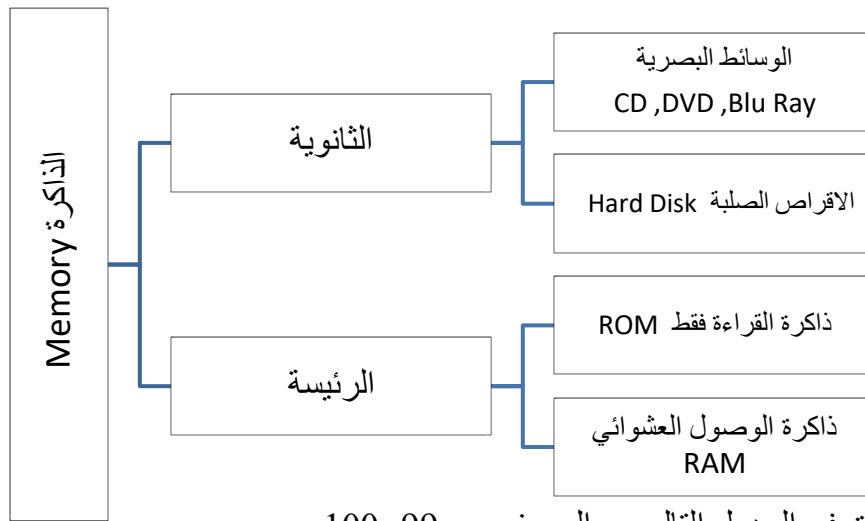 الذاكرة Memory
الثانوية
الوسائط البصرية
CD ,DVD ,Blu Ray
الاقراص الصلبة Hard Disk
الرئيسة
ذاكرة القراءة فقط ROM
ذاكرة الوصول العشوائي
RAM